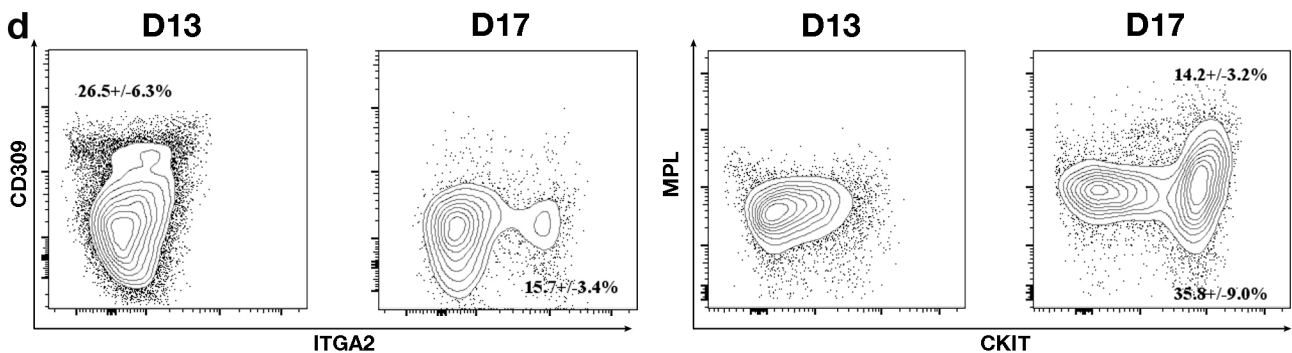 d
D13
D17
D13
D17
26.5+/-6.3%
14.2+/-3.2%
CD309
MPL
15.7+/-3.4%
35.8+/-9.0%
ITGA2
CKIT